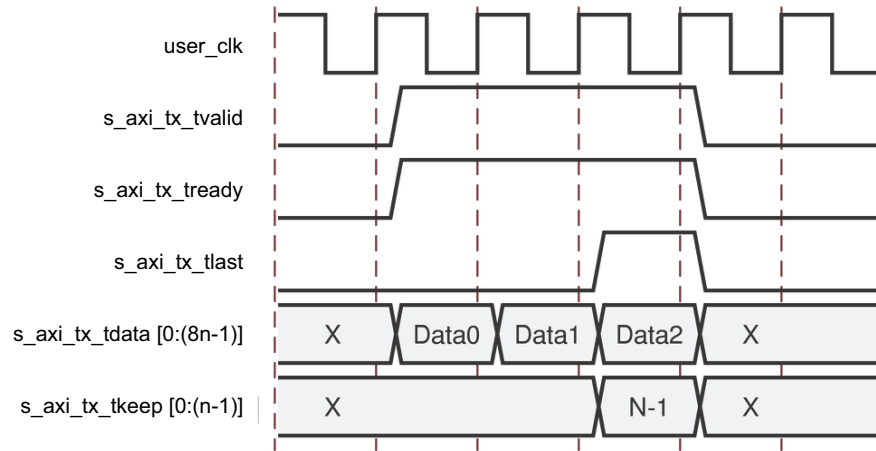 user_clk
s_axi_tx_tvalid
s_axi_tx_tready
s_axi_tx_tlast
s_axi_tx_tdata [0:(8n-1)] X Data0 Data1 Data2 X
s_axi_tx_tkeep [0:(n-1)] X N-1 X